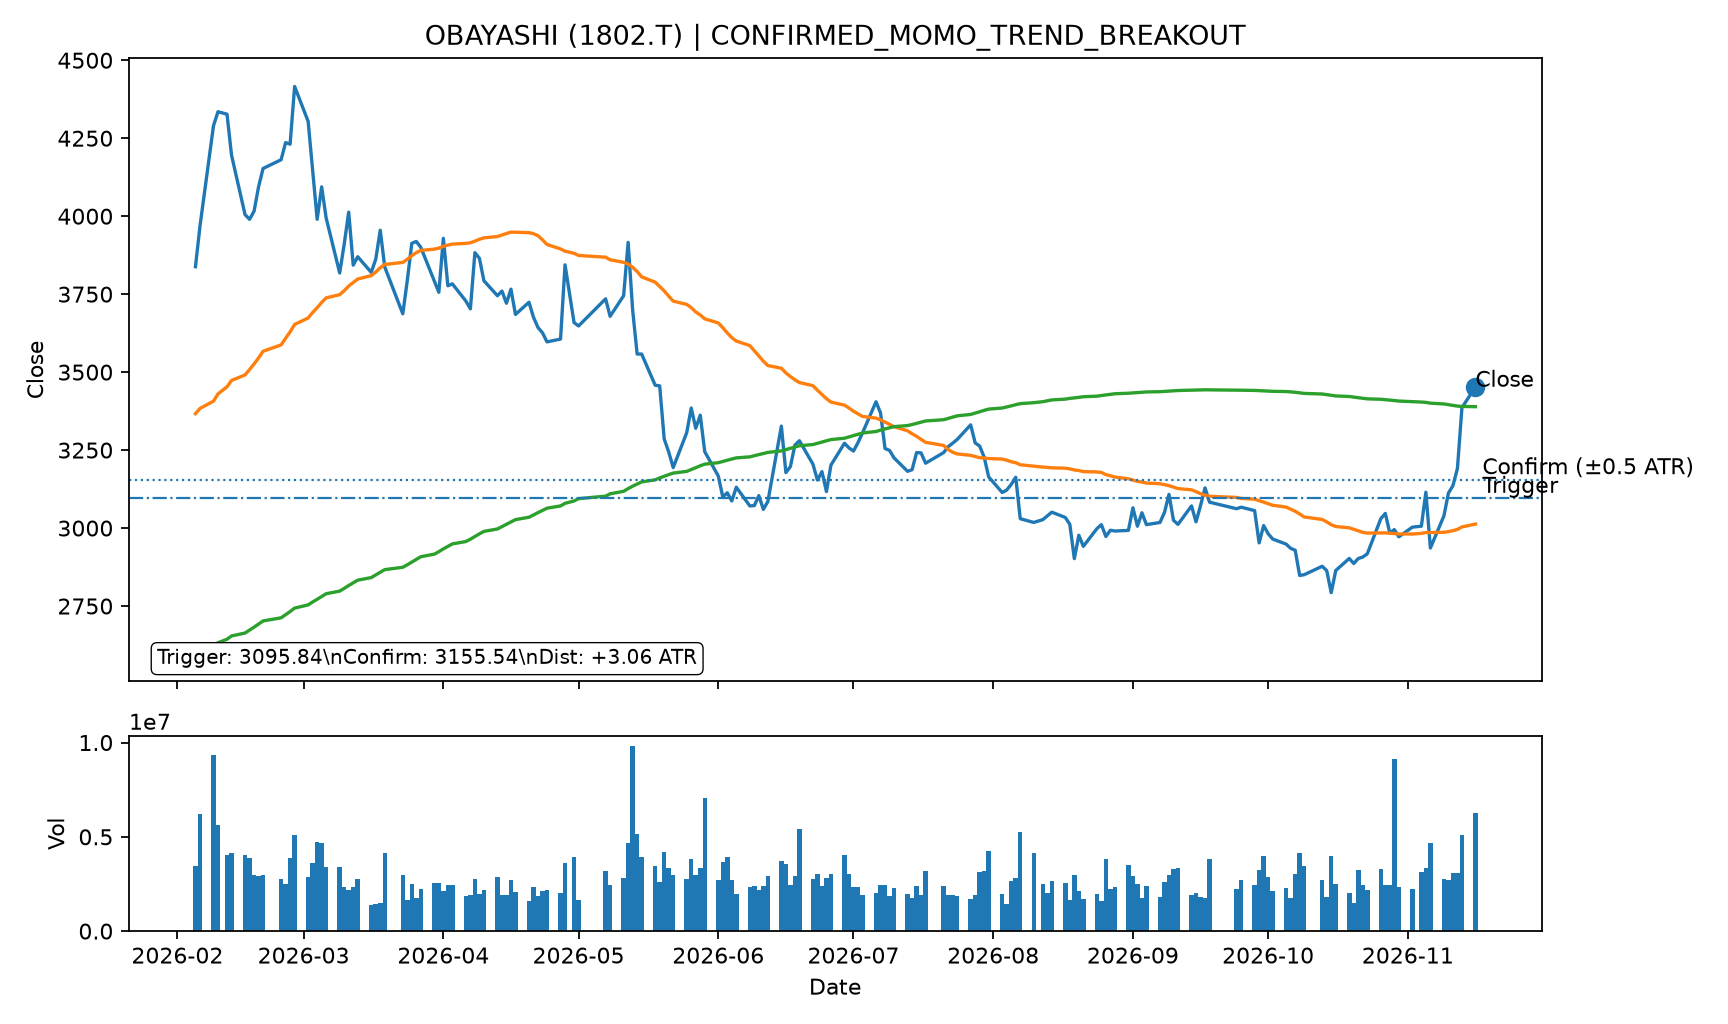 OBAYASHI (1802.T) | CONFIRMED_MOMO_TREND_BREAKOUT
Close
4500
4250
4000
3750
3500
3250
3000
2750
Close
Confirm (±0.5 ATR)
Trigger
Trigger: 3095.84\nConfirm: 3155.54\nDist: +3.06 ATR
1e7
Vol
1.0
0.5
0.0
2026-02 2026-03 2026-04 2026-05 2026-06 2026-07 2026-08 2026-09 2026-10 2026-11
Date